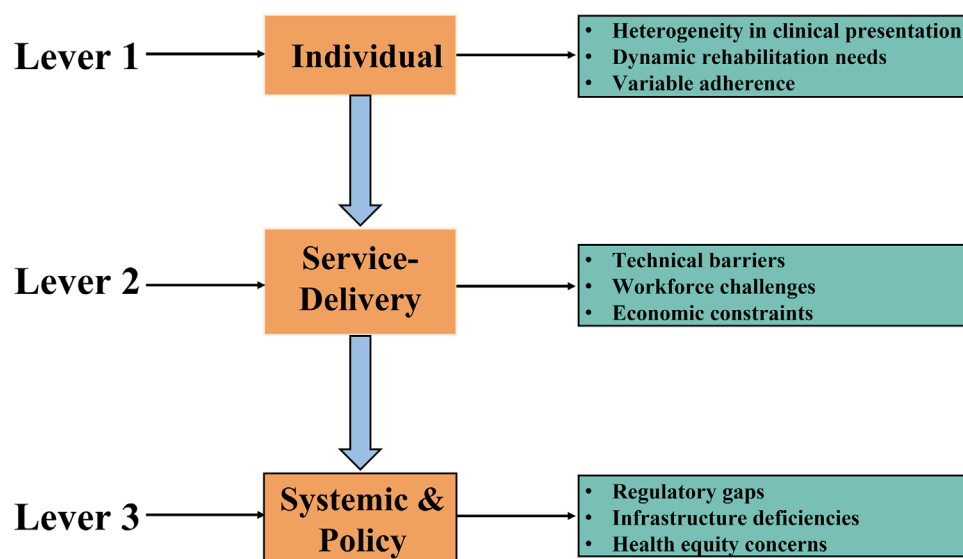 Lever 1
Individual
• Heterogeneity in clinical presentation
• Dynamic rehabilitation needs
• Variable adherence
Lever 2
Service-
Delivery
• Technical barriers
• Workforce challenges
• Economic constraints
Lever 3
Systemic &
Policy
• Regulatory gaps
• Infrastructure deficiencies
• Health equity concerns